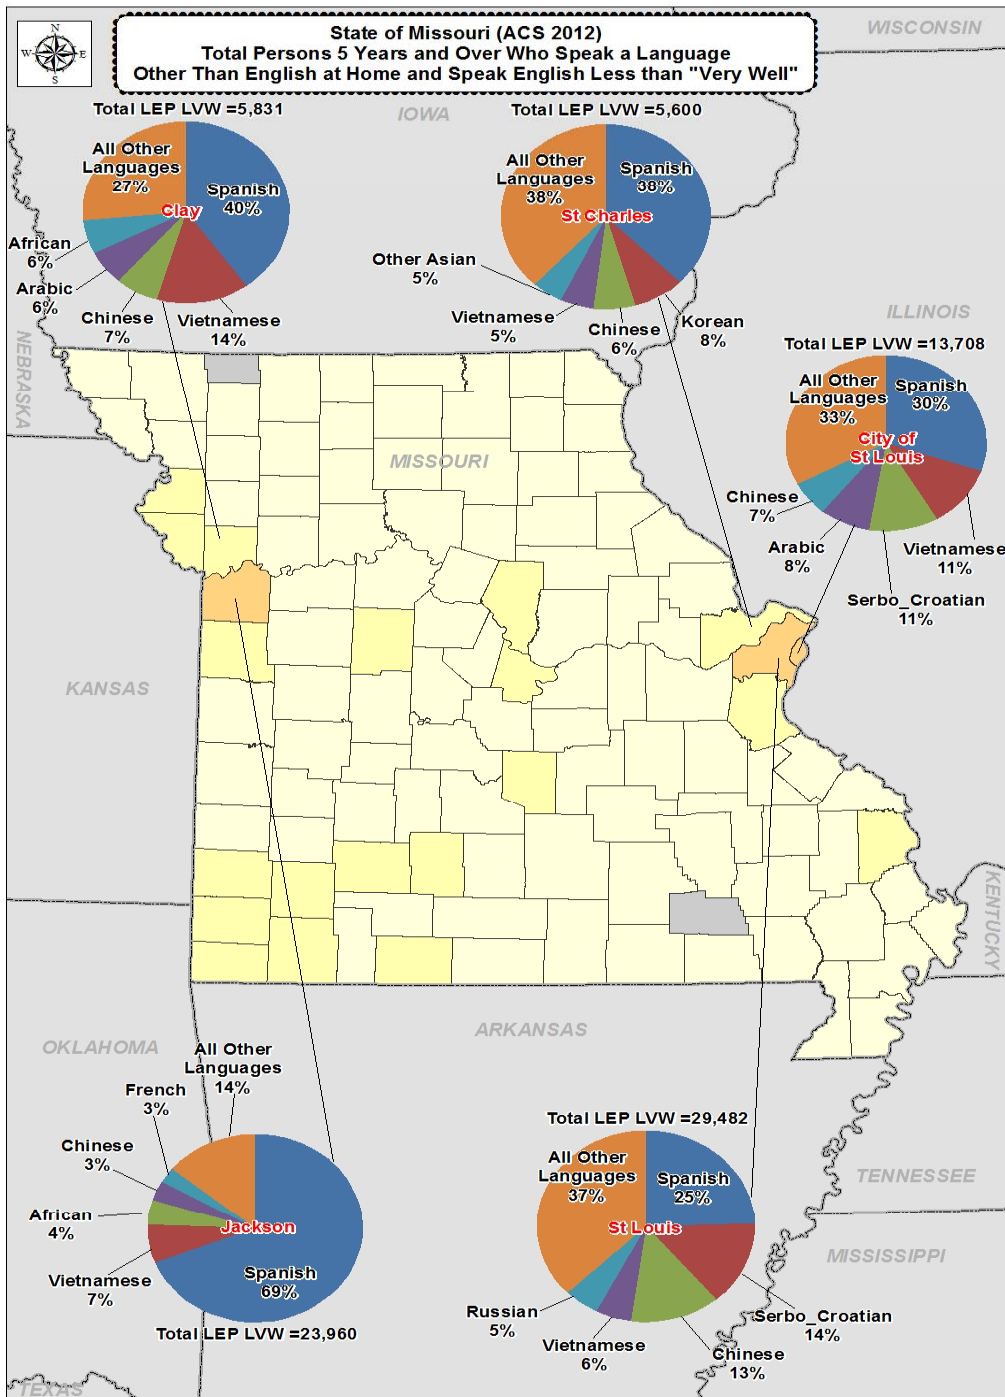 State of Missouri (ACS 2012)
Total Persons 5 Years and Over Who Speak a Language
Other Than English at Home and Speak English Less than "Very Well"
N
W
E
S
WISCONSIN
IOWA
Total LEP LVW =5,831
All Other
Languages
27%
Spanish
40%
Clay
African
6%
Arabic
6%
Chinese
7%
Vietnamese
14%
Total LEP LVW =5,600
All Other
Languages
38%
Spanish
38%
St Charles
Other Asian
5%
Vietnamese
5%
Chinese
6%
Korean
8%
ILLINOIS
NEBRASKA
Total LEP LVW =13,708
All Other
Languages
33%
Spanish
30%
City of
St Louis
Chinese
7%
Arabic
8%
Vietnamese
11%
Serbo_Croatian
11%
MISSOURI
KANSAS
KENTUCKY
ARKANSAS
OKLAHOMA
All Other
Languages
14%
French
3%
Chinese
3%
African
4%
Vietnamese
7%
Jackson
Spanish
69%
Total LEP LVW =23,960
Total LEP LVW =29,482
All Other
Languages
37%
Spanish
25%
St Louis
Russian
5%
Vietnamese
6%
Chinese
13%
Serbo_Croatian
14%
TENNESSEE
MISSISSIPPI
TEXAS